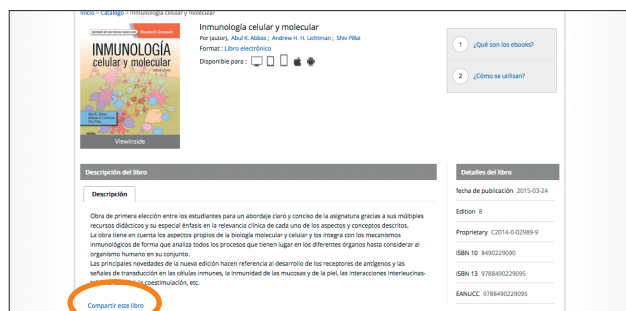 Inicio > Catálogo > Inmunología celular y molecular
Student Consult
INMUNOLOGÍA
celular y molecular
ViewInside
Inmunología celular y molecular
Por (autor), Abul K. Abbas ; Andrew H. H. Lichtman ; Shiv Pillai
Format : Libro electrónico
Disponible para :
1 ¿Qué son los ebooks?
2 ¿Cómo se utilizan?
Descripción del libro
Descripción
Obra de primera elección entre los estudiantes para un abordaje claro y conciso de la asignatura gracias a sus múltiples
recursos didácticos y su especial énfasis en la relevancia clínica de cada uno de los aspectos y conceptos descritos.
La obra tiene en cuenta los aspectos propios de la biología molecular y celular y los integra con los mecanismos
inmunológicos de forma que analiza todos los procesos que tienen lugar en los diferentes órganos hasta considerar al
organismo humano en su conjunto.
Las principales novedades de la nueva edición hacen referencia al desarrollo de los receptores de antígenos y las
señales de transducción en las células inmunes, la inmunidad de las mucosas y de la piel, las interacciones interleucinas-
coestimulación, etc.
Compartir este libro
Detalles del libro
fecha de publicación 2015-03-24
Edition 8
Proprietary C2014-0-02989-9
ISBN 10 8490229090
ISBN 13 9788490229095
EANUCC 9788490229095